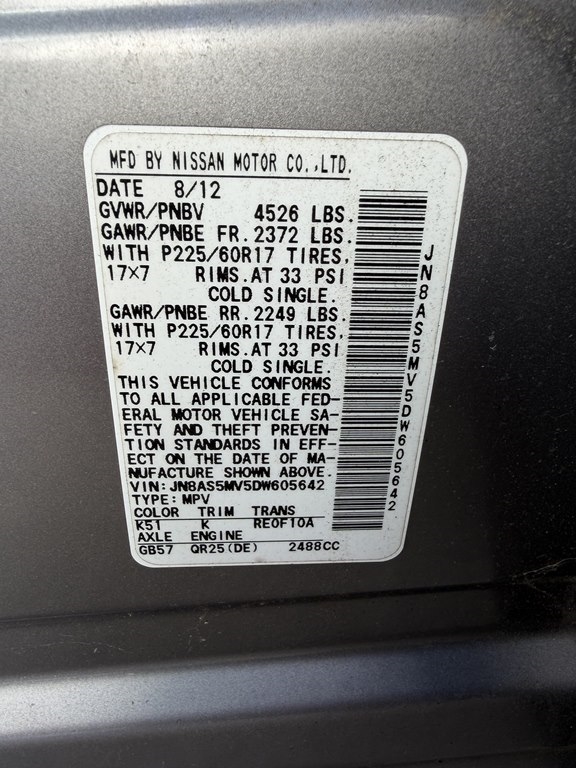 MFD BY NISSAN MOTOR CO.,LTD.
DATE 8/12
GVWR/PNBV 4526 LBS.
GAWR/PNBE FR. 2372 LBS.
WITH P225/60R17 TIRES,
17×7 RIMS.AT 33 PSI
COLD SINGLE.
GAWR/PNBE RR. 2249 LBS.
WITH P225/60R17 TIRES,
17×7 RIMS.AT 33 PSI
COLD SINGLE.
THIS VEHICLE CONFORMS
TO ALL APPLICABLE FED-
ERAL MOTOR VEHICLE SA-
FETY AND THEFT PREVEN-
TION STANDARDS IN EFF-
ECT ON THE DATE OF MA-
NUFACTURE SHOWN ABOVE.
VIN: JN8AS5MV5DW605642
TYPE: MPV
COLOR TRIM TRANS
K51 K RE0F10A
AXLE ENGINE
GB57 QR25(DE) 2488CC
JN8AS5MV5DW605642